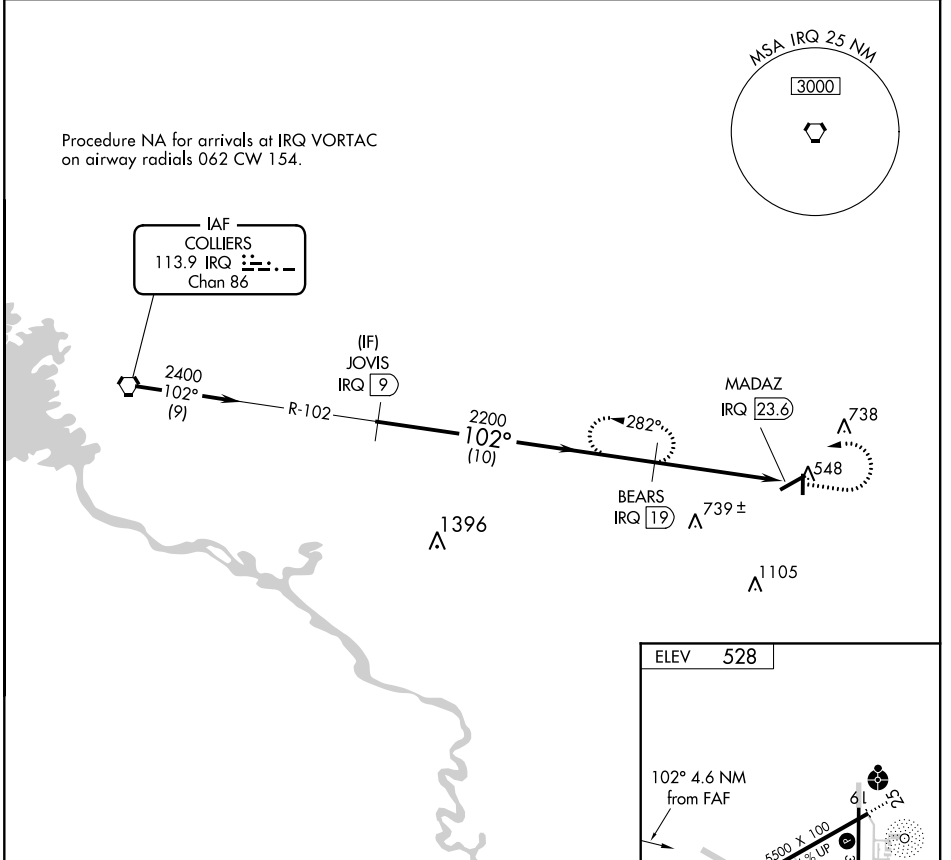 MSA IRQ 25 NM
3000
Procedure NA for arrivals at IRQ VORTAC
on airway radials 062 CW 154.
IAF
COLLIERS
113.9 IRQ
Chan 86
(IF)
JOVIS
IRQ 9
2400
102°
(9)
R-102
2200
102°
(10)
282°
MADAZ
IRQ 23.6
738
548
BEARS
IRQ 19
739 ±
1396
1105
ELEV 528
102° 4.6 NM
from FAF
19
25
5500 X 100
% UP
P